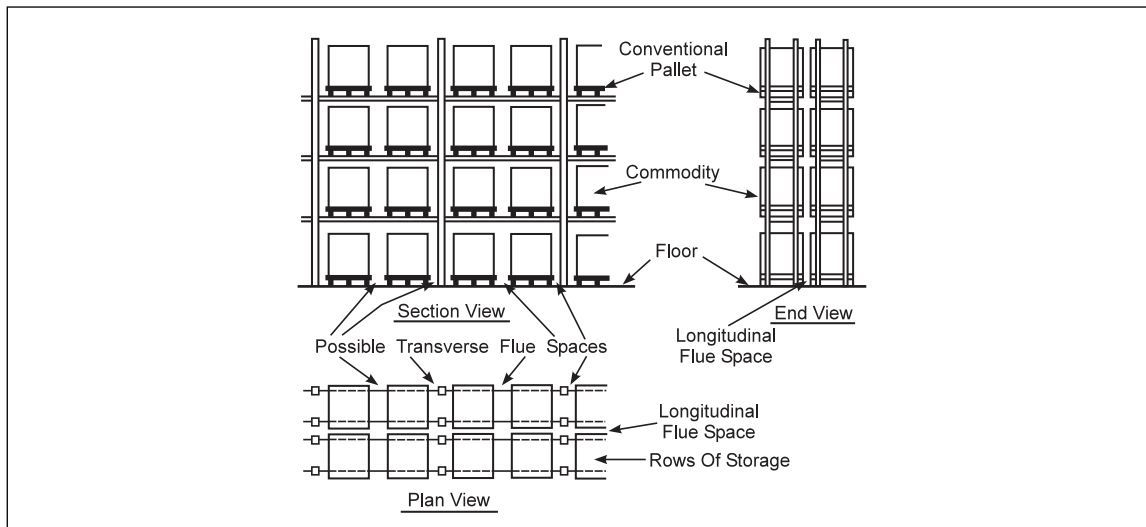 Conventional
Pallet
Commodity
Floor
Section View
End View
Longitudinal
Flue Space
Possible Transverse Flue Spaces
Longitudinal
Flue Space
Rows Of Storage
Plan View